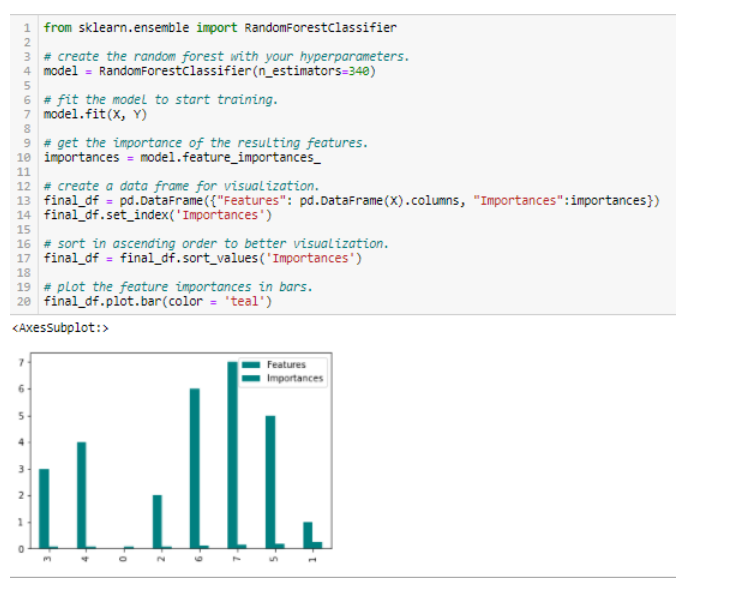 1 from sklearn.ensemble import RandomForestClassifier
2
3 # create the random forest with your hyperparameters.
4 model = RandomForestClassifier(n_estimators=340)
5
6 # fit the model to start training.
7 model.fit(X, Y)
8
9 # get the importance of the resulting features.
10 importances = model.feature_importances_
11
12 # create a data frame for visualization.
13 final_df = pd.DataFrame({"Features": pd.DataFrame(X).columns, "Importances":importances})
14 final_df.set_index('Importances')
15
16 # sort in ascending order to better visualization.
17 final_df = final_df.sort_values('Importances')
18
19 # plot the feature importances in bars.
20 final_df.plot.bar(color = 'teal')
<AxesSubplot:>
Features
Importances
7
6
5
4
3
2
1
0
3 4 0 2 6 7 5 1